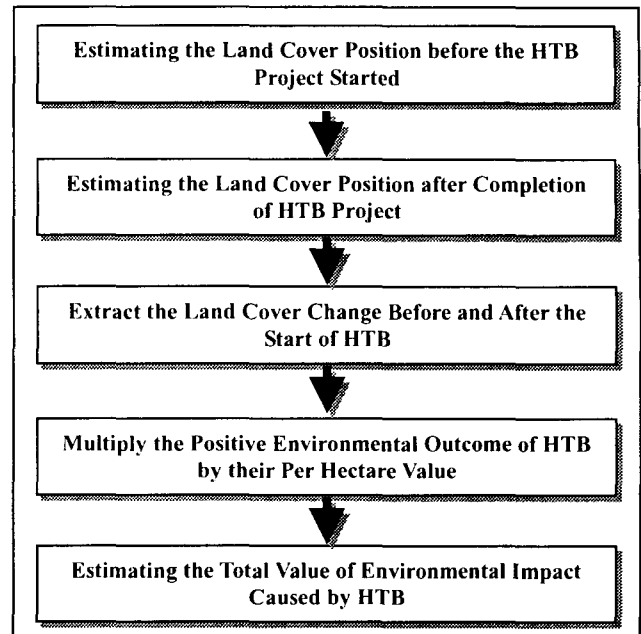 Estimating the Land Cover Position before the HTB
Project Started
Estimating the Land Cover Position after Completion
of HTB Project
Extract the Land Cover Change Before and After the
Start of HTB
Multiply the Positive Environmental Outcome of HTB
by their Per Hectare Value
Estimating the Total Value of Environmental Impact
Caused by HTB